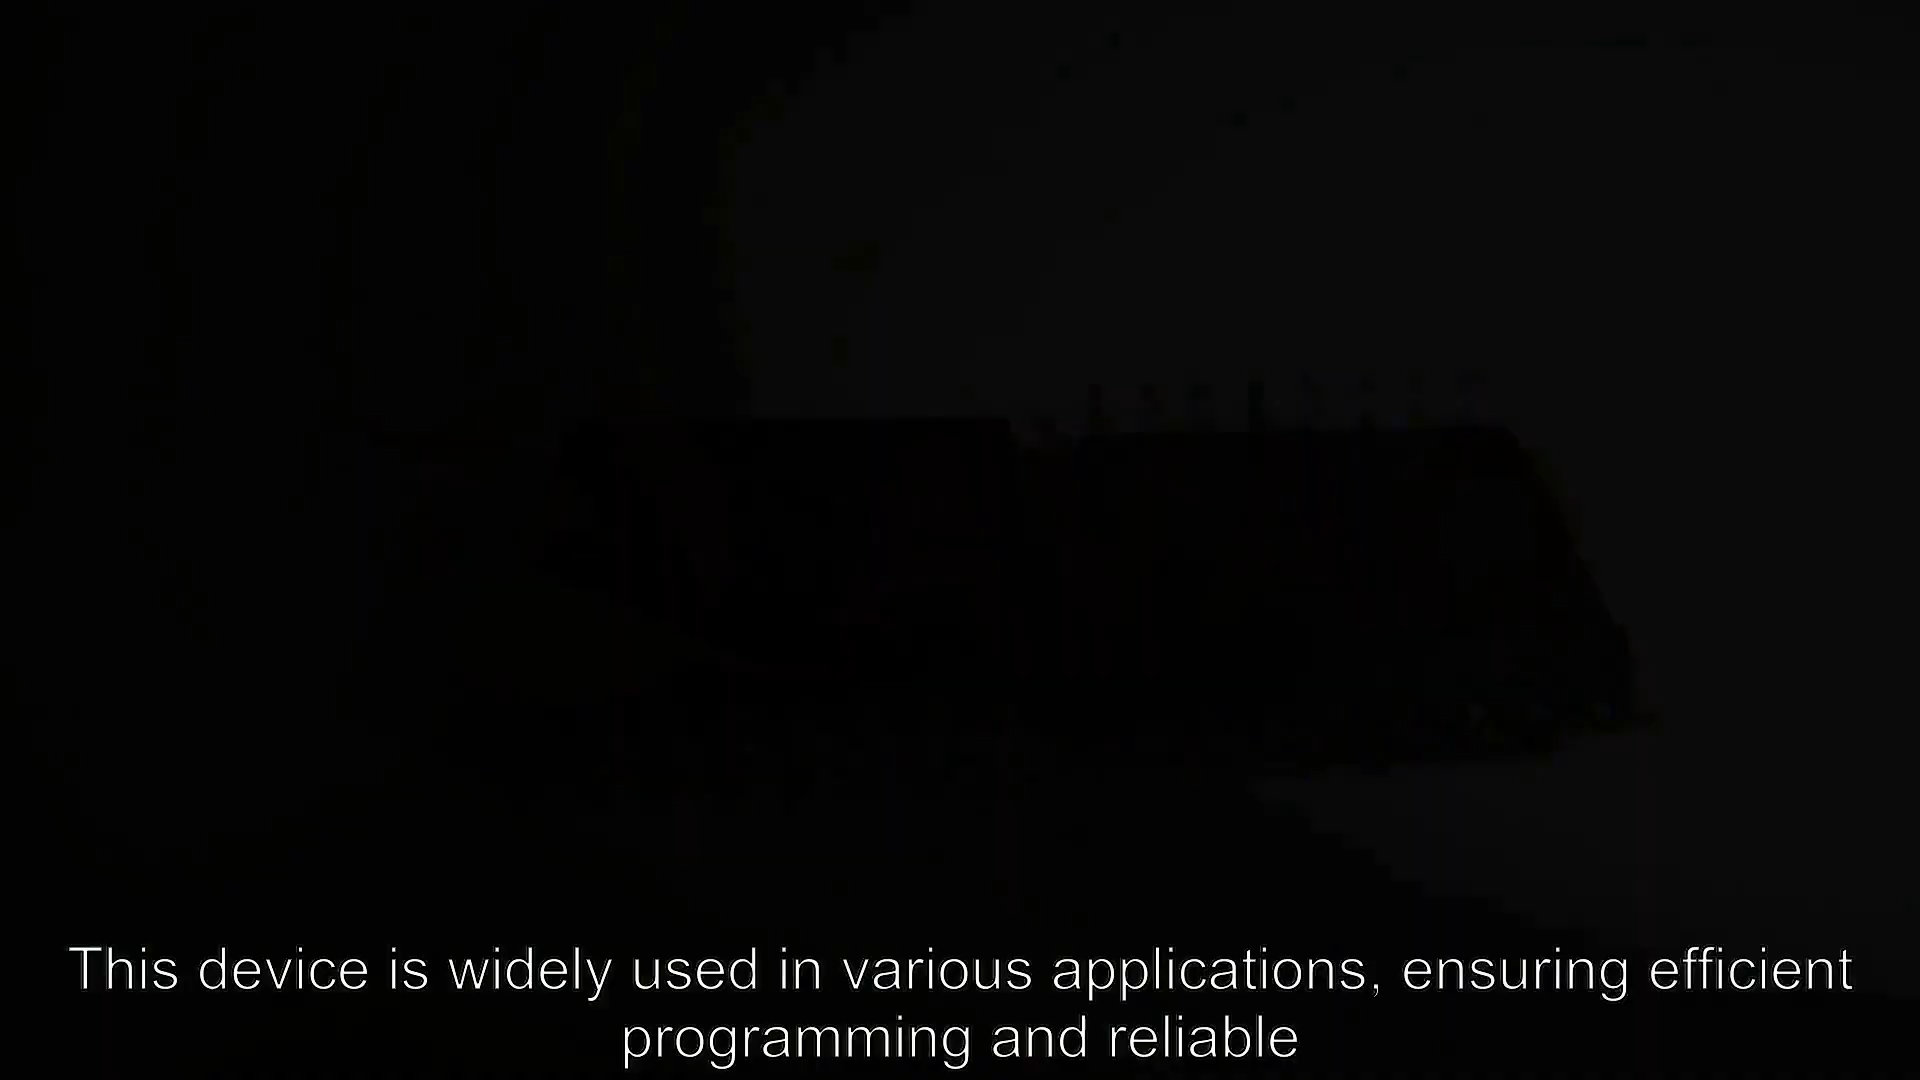 This device is widely used in various applications, ensuring efficient
programming and reliable